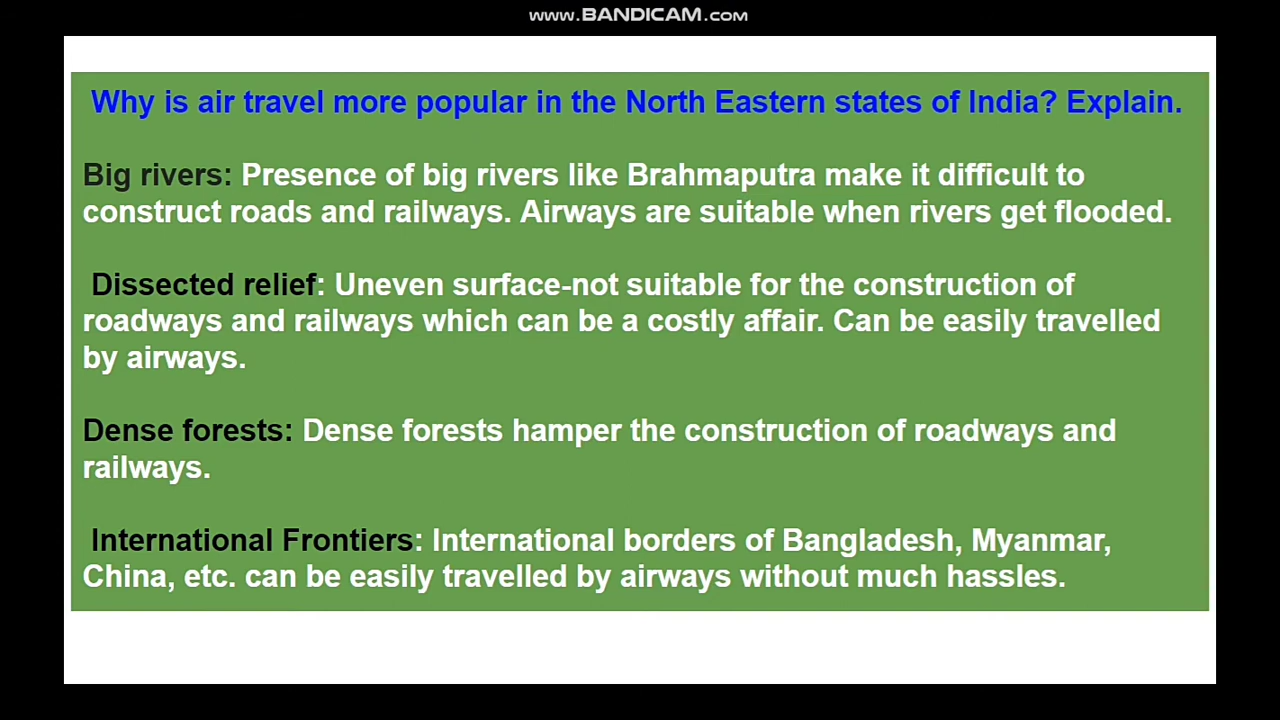 www.BANDICAM.com
Why is air travel more popular in the North Eastern states of India? Explain.
Big rivers: Presence of big rivers like Brahmaputra make it difficult to
construct roads and railways. Airways are suitable when rivers get flooded.
Dissected relief: Uneven surface-not suitable for the construction of
roadways and railways which can be a costly affair. Can be easily travelled
by airways.
Dense forests: Dense forests hamper the construction of roadways and
railways.
International Frontiers: International borders of Bangladesh, Myanmar,
China, etc. can be easily travelled by airways without much hassles.